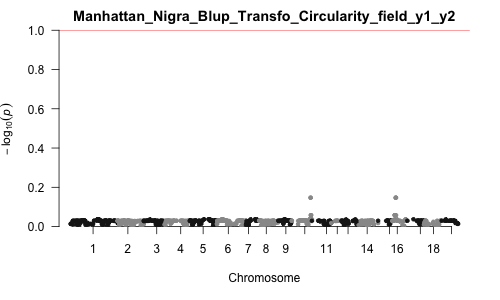 Manhattan_Nigra_Blup_Transfo_Circularity_field_y1_y2
1.0
0.8
0.6
0.4
0.2
0.0
− log10(p)
1 2 3 4 5 6 7 8 9 11 14 16 18
Chromosome